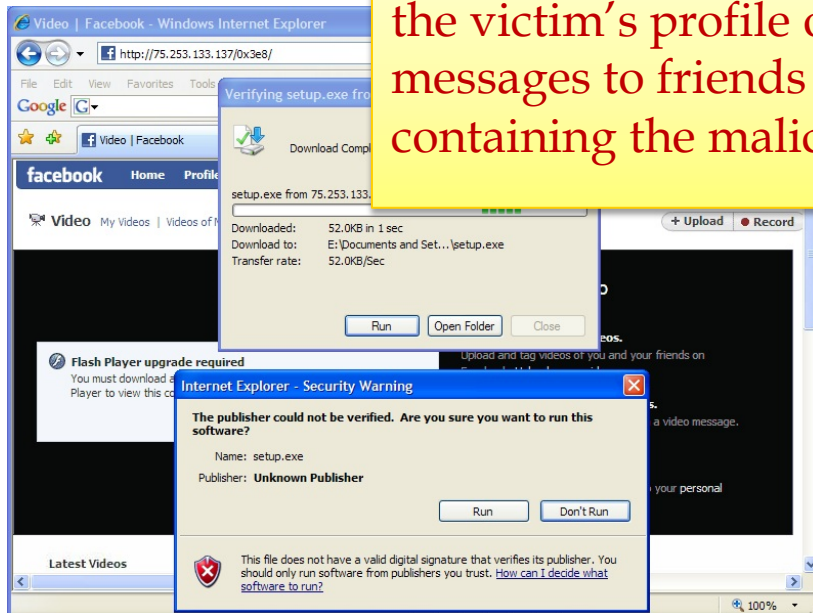 Video | Facebook - Windows Internet Explorer
http://75.253.133.137/0x3e8/
File Edit View Favorites Tools
Google G
Video | Facebook
facebook Home Profile
Video My Videos | Videos of
+ Upload Record
the victim's profile
messages to friends
containing the
Verifying setup.exe
Download
setup.exe from 75.253.133.
Downloaded: 52.0KB in 1 sec
Download to: E:\Documents and Set...\setup.exe
Transfer rate: 52.0KB/Sec
Run Open Folder Close
Upload and tag videos of you and your friends on
a video message.
your personal
Flash Player upgrade required
You must download
Player to view this
Internet Explorer - Security Warning
The publisher could not be verified. Are you sure you want to run this
software?
Name: setup.exe
Publisher: Unknown Publisher
Run Don't Run
This file does not have a valid digital signature that verifies its publisher. You
should only run software from publishers you trust. How can I decide what
software to run?
Latest Videos
100%